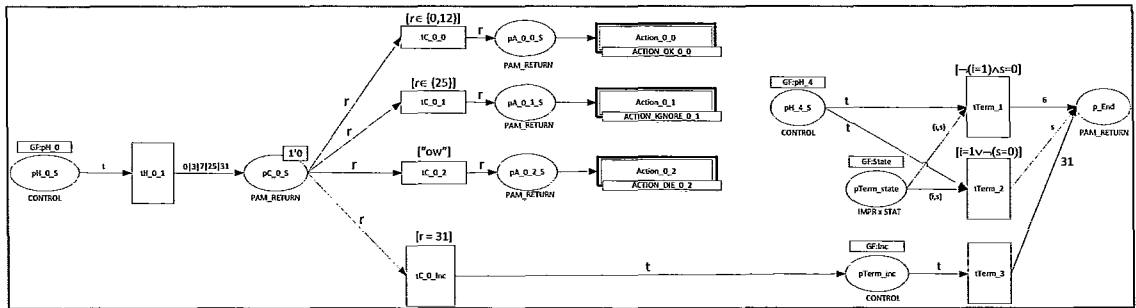 [r ∈ {0,12}]
tC_0_0
r
r
pA_0_0_S
PAM_RETURN
Action_0_0
ACTION_OK_0_0
[r ∈ {25}]
tC_0_1
r
r
pA_0_1_S
PAM_RETURN
Action_0_1
ACTION_IGNORE_0_1
["ow"]
tC_0_2
r
r
pA_0_2_S
PAM_RETURN
Action_0_2
ACTION_DIE_0_2
GF:pH_0
pH_0_S
CONTROL
t
tH_0_1
0|3|7|25|31
1'0
pC_0_S
PAM_RETURN
r
[r = 31]
tC_0_Inc
t
GF:Inc
pTerm_inc
CONTROL
t
tTerm_3
31
GF:pH_4
pH_4_S
CONTROL
t
t
[¬(i=1)∧s=0]
tTerm_1
p_End
PAM_RETURN
GF:State
pTerm_state
IMPR x STAT
(i,s)
(i,s)
[i=1∨¬(s=0)]
tTerm_2
s